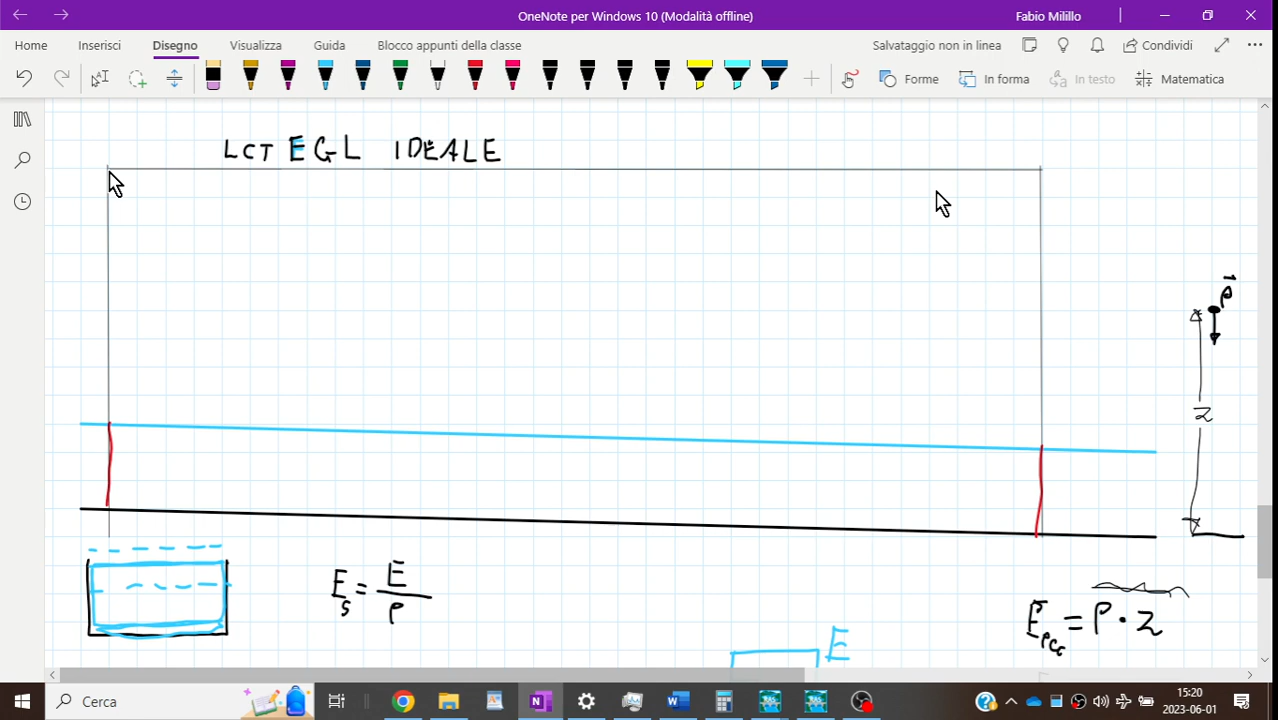 OneNote per Windows 10 (Modalità offline)
Fabio Milillo
Home Inserisci Disegno Visualizza Guida Blocco appunti della classe
Salvataggio non in linea Condividi
Forme In forma In testo Matematica
LCT EGL IDEALE
P
Z
E
S = E
P
E = P · Z
E
Cerca
15:20
2023-06-01